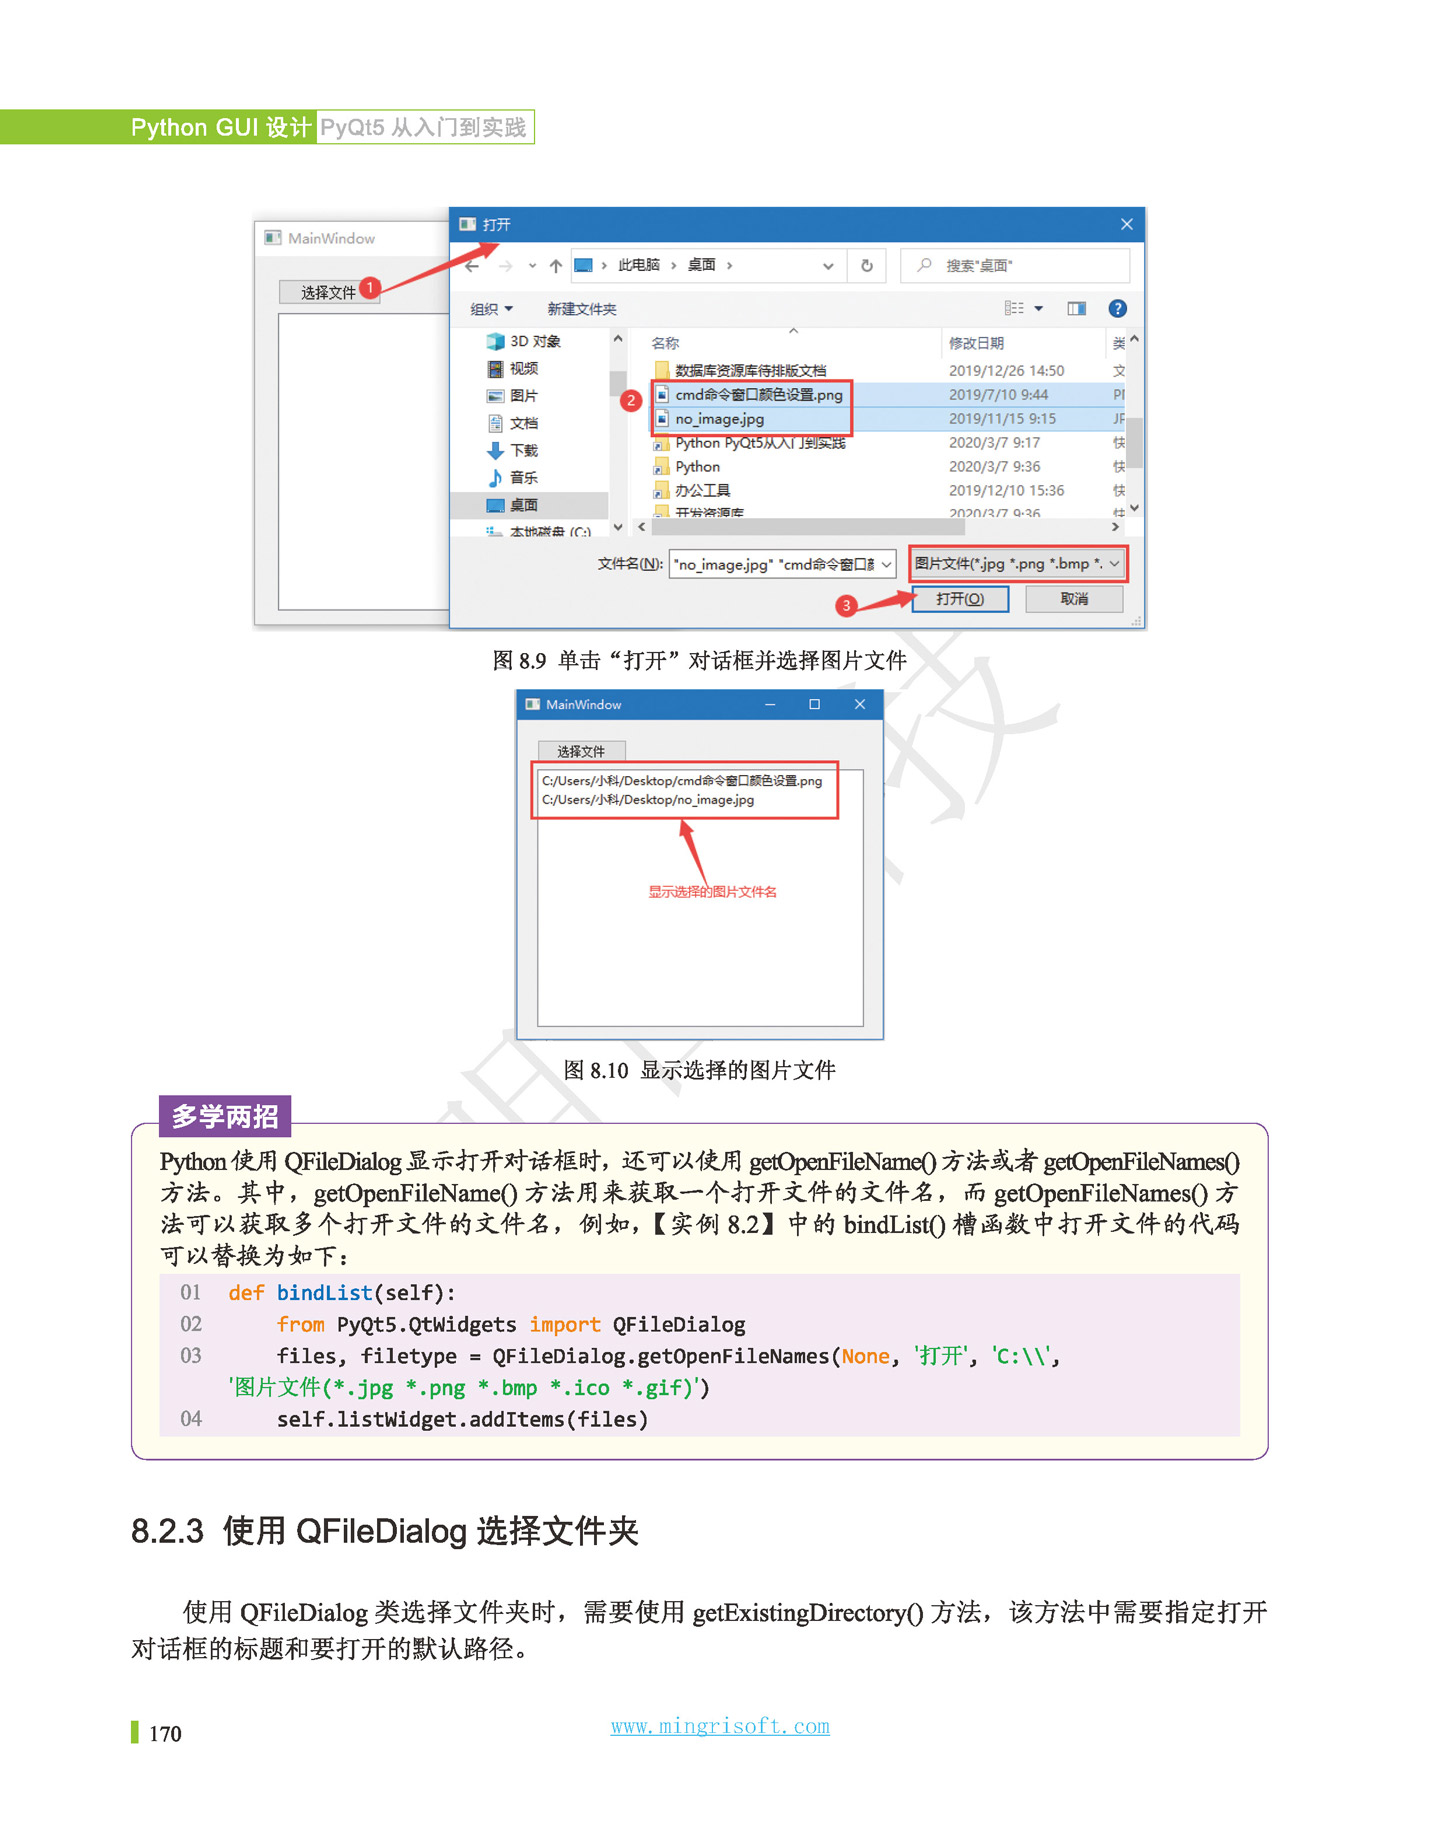 Python GUI 设计 PyQt5 从入门到实践
MainWindow
选择文件
1
打开
此电脑 › 桌面 ›
搜索"桌面"
组织
新建文件夹
3D 对象
视频
图片
文档
下载
音乐
桌面
本地磁盘 (C:)
名称 修改日期 类
数据库资源库待排版文档 2019/12/26 14:50 文
2
cmd命令窗口颜色设置.png 2019/7/10 9:44
no_image.jpg 2019/11/15 9:15
Python PyQt5从入门到实践 2020/3/7 9:17 快
Python 2020/3/7 9:36 快
办公工具 2019/12/10 15:36 快
开发资源库 2020/3/7 9:36
文件名(N): "no_image.jpg" "cmd命令窗口
图片文件(*.jpg *.png *.bmp *.
3
打开(O)
取消
图 8.9 单击“打开”对话框并选择图片文件
MainWindow
选择文件
C:/Users/小科/Desktop/cmd命令窗口颜色设置.png
C:/Users/小科/Desktop/no_image.jpg
显示选择的图片文件名
图 8.10 显示选择的图片文件
多学两招
Python 使用 QFileDialog 显示打开对话框时，还可以使用 getOpenFileName() 方法或者 getOpenFileNames()
方法。其中，getOpenFileName() 方法用来获取一个打开文件的文件名，而 getOpenFileNames() 方
法可以获取多个打开文件的文件名，例如，【实例 8.2】中的 bindList() 槽函数中打开文件的代码
可以替换为如下：
01 def bindList(self):
02 from PyQt5.QtWidgets import QFileDialog
03 files, filetype = QFileDialog.getOpenFileNames(None, '打开', 'C:\\',
'图片文件(*.jpg *.png *.bmp *.ico *.gif)')
04 self.listWidget.addItems(files)
8.2.3 使用 QFileDialog 选择文件夹
使用 QFileDialog 类选择文件夹时，需要使用 getExistingDirectory() 方法，该方法中需要指定打开
对话框的标题和要打开的默认路径。
170
www.mingrisoft.com